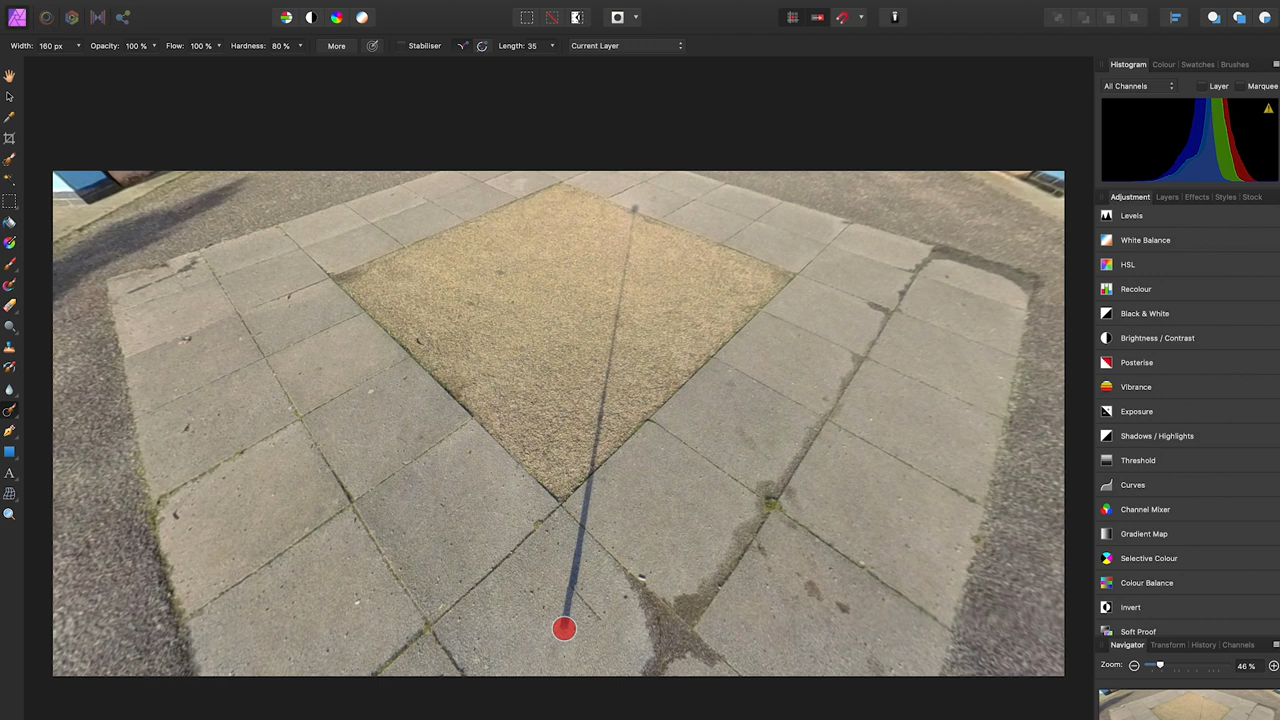 Width: 160 px Opacity: 100 % Flow: 100 % Hardness: 80 % More Stabiliser Length: 35 Current Layer
Histogram Colour Swatches Brushes
All Channels Layer Marquee
Adjustment Layers Effects Styles Stock
Levels
White Balance
HSL
Recolour
Black & White
Brightness / Contrast
Posterise
Vibrance
Exposure
Shadows / Highlights
Threshold
Curves
Channel Mixer
Gradient Map
Selective Colour
Colour Balance
Invert
Soft Proof
Navigator Transform History Channels
Zoom: 46 %
A